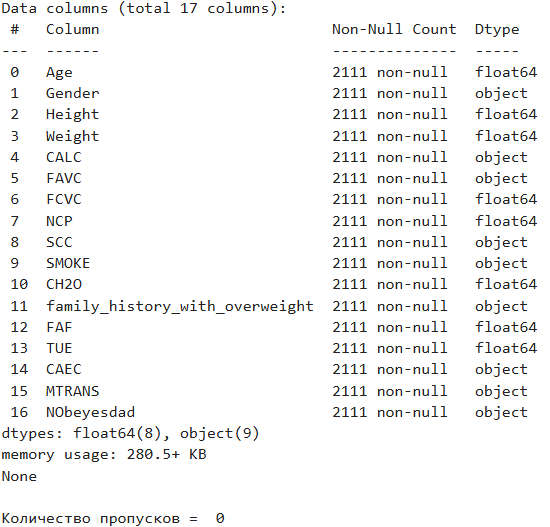 Data columns (total 17 columns):
 #   Column                          Non-Null Count  Dtype  
---  ------                          --------------  -----  
 0   Age                             2111 non-null   float64
 1   Gender                          2111 non-null   object 
 2   Height                          2111 non-null   float64
 3   Weight                          2111 non-null   float64
 4   CALC                            2111 non-null   object 
 5   FAVC                            2111 non-null   object 
 6   FCVC                            2111 non-null   float64
 7   NCP                             2111 non-null   float64
 8   SCC                             2111 non-null   object 
 9   SMOKE                           2111 non-null   object 
 10  CH2O                            2111 non-null   float64
 11  family_history_with_overweight  2111 non-null   object 
 12  FAF                             2111 non-null   float64
 13  TUE                             2111 non-null   float64
 14  CAEC                            2111 non-null   object 
 15  MTRANS                          2111 non-null   object 
 16  NObeyesdad                      2111 non-null   object 
dtypes: float64(8), object(9)
memory usage: 280.5+ KB
None

Количество пропусков =  0